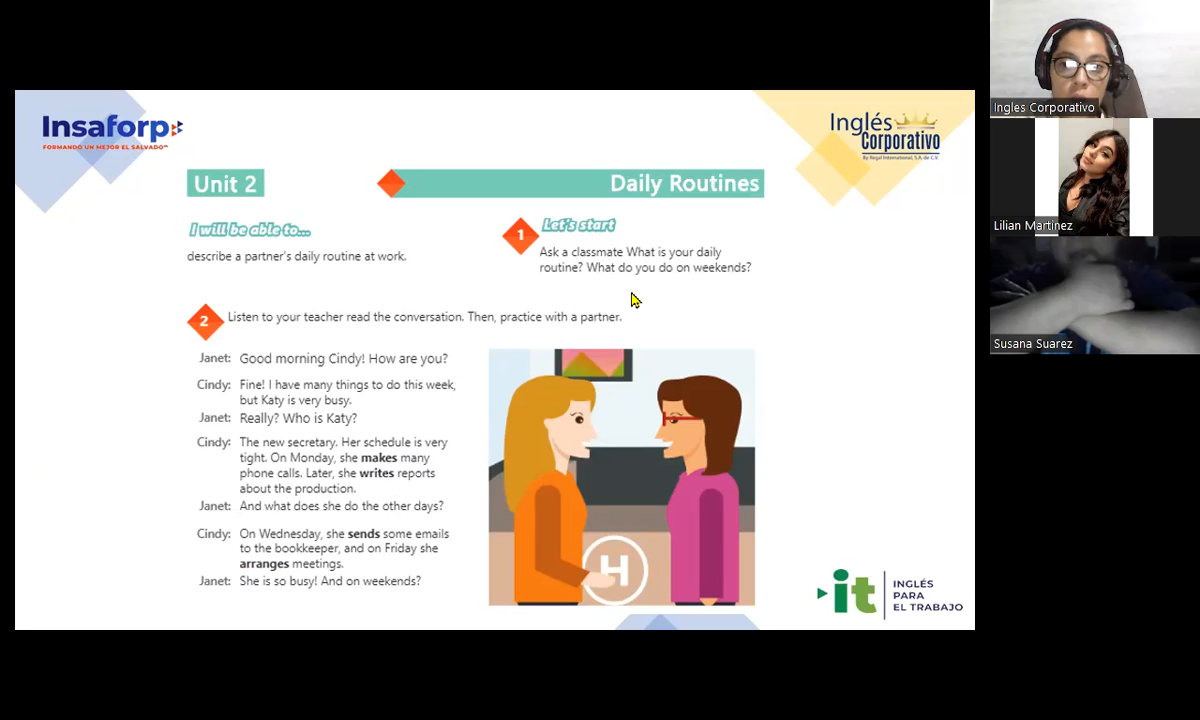 Insaforp
FORMANDO UN MEJOR EL SALVADOR
Inglés
Corporativo
By Regal International, S.A. de C.V.
Unit 2
Daily Routines
I will be able to...
describe a partner's daily routine at work.
1
Let's start
Ask a classmate What is your daily
routine? What do you do on weekends?
2
Listen to your teacher read the conversation. Then, practice with a partner.
Janet: Good morning Cindy! How are you?
Cindy: Fine! I have many things to do this week,
but Katy is very busy.
Janet: Really? Who is Katy?
Cindy: The new secretary. Her schedule is very
tight. On Monday, she makes many
phone calls. Later, she writes reports
about the production.
Janet: And what does she do the other days?
Cindy: On Wednesday, she sends some emails
to the bookkeeper, and on Friday she
arranges meetings.
Janet: She is so busy! And on weekends?
H
it
INGLÉS
PARA
EL TRABAJO
Ingles Corporativo
Lilian Martinez
Susana Suarez